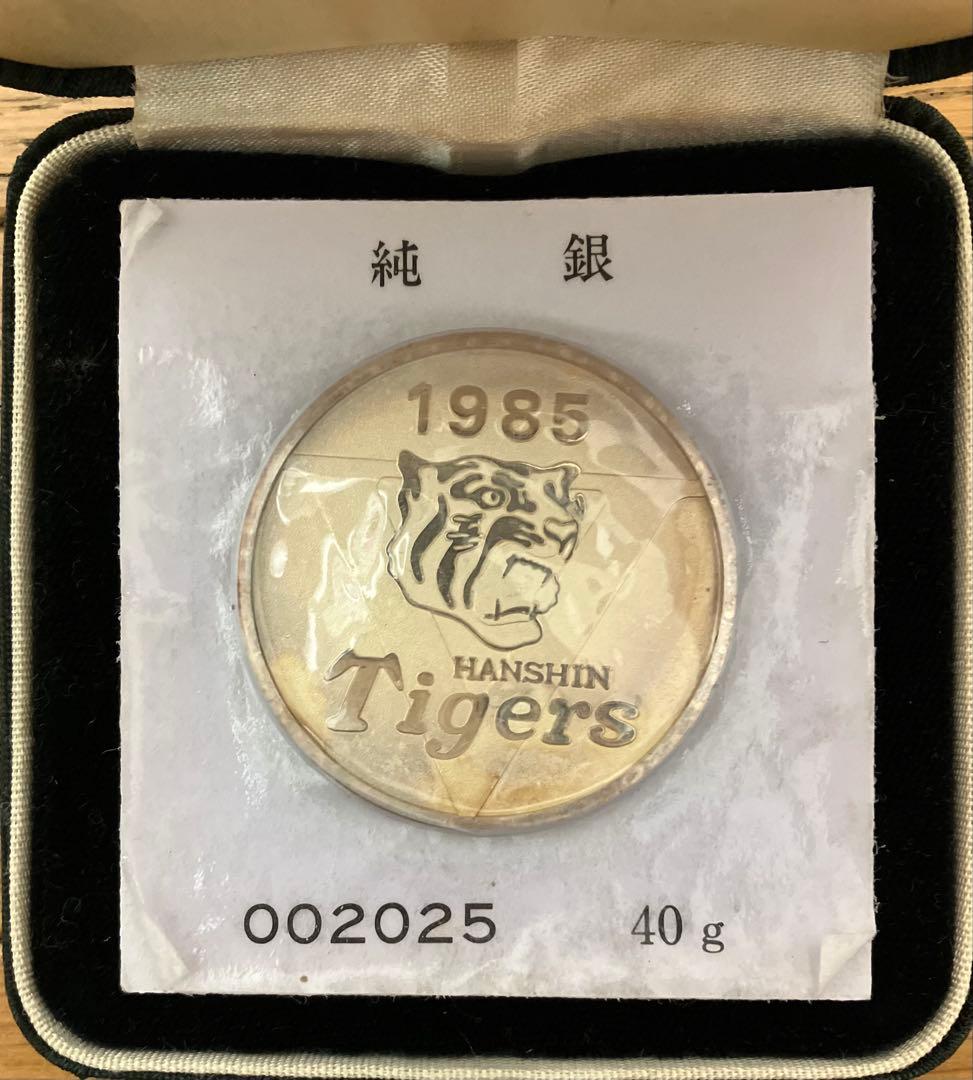 純 銀
1985
HANSHIN
Tigers
002025 40g